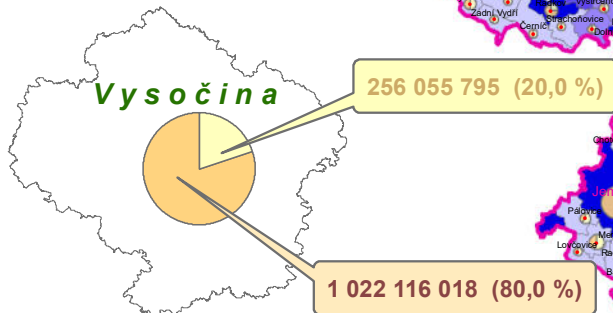 Zadní Vydří
Černíč
Strachoňovice
Vysočina
256 055 795 (20,0 %)
Pálovice
Lovčovice
1 022 116 018 (80,0 %)